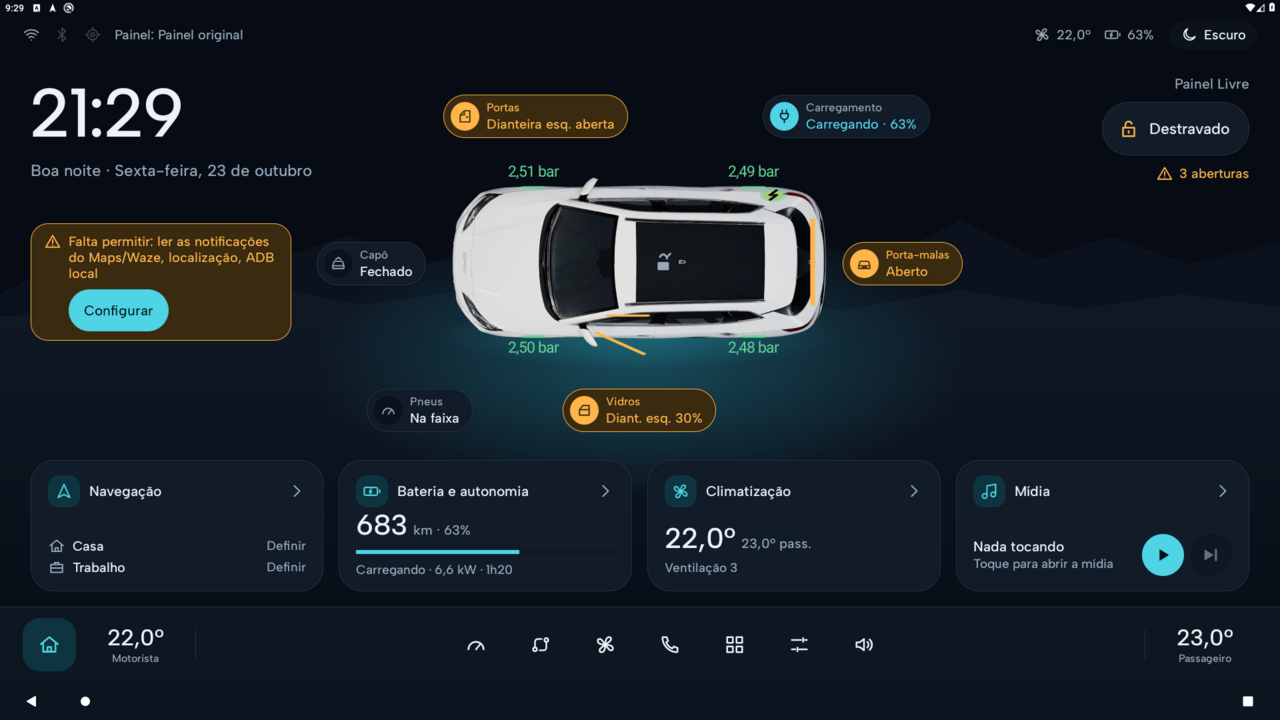 9:29
Painel: Painel original
22,0°
63%
Escuro
21:29
Boa noite · Sexta-feira, 23 de outubro
Portas
Dianteira esq. aberta
Carregamento
Carregando · 63%
Painel Livre
Destravado
3 aberturas
2,51 bar
2,49 bar
Falta permitir: ler as notificações
do Maps/Waze, localização, ADB
local
Configurar
Capô
Fechado
Porta-malas
Aberto
2,50 bar
2,48 bar
Pneus
Na faixa
Vidros
Diant. esq. 30%
Navegação
Casa
Definir
Trabalho
Definir
Bateria e autonomia
683 km · 63%
Carregando · 6,6 kW · 1h20
Climatização
22,0° 23,0° pass.
Ventilação 3
Mídia
Nada tocando
Toque para abrir a mídia
22,0°
Motorista
23,0°
Passageiro